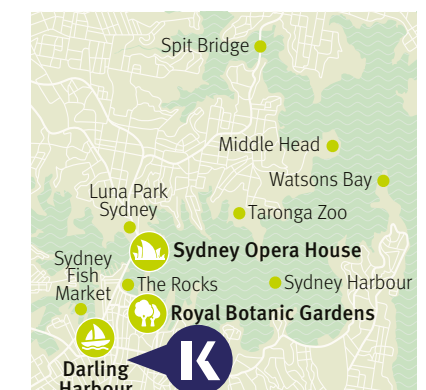 Spit Bridge
Middle Head
Watsons Bay
Luna Park
Sydney
Taronga Zoo
Sydney Opera House
Sydney
Fish
Market
The Rocks
Sydney Harbour
Royal Botanic Gardens
K
Darling
Harbour